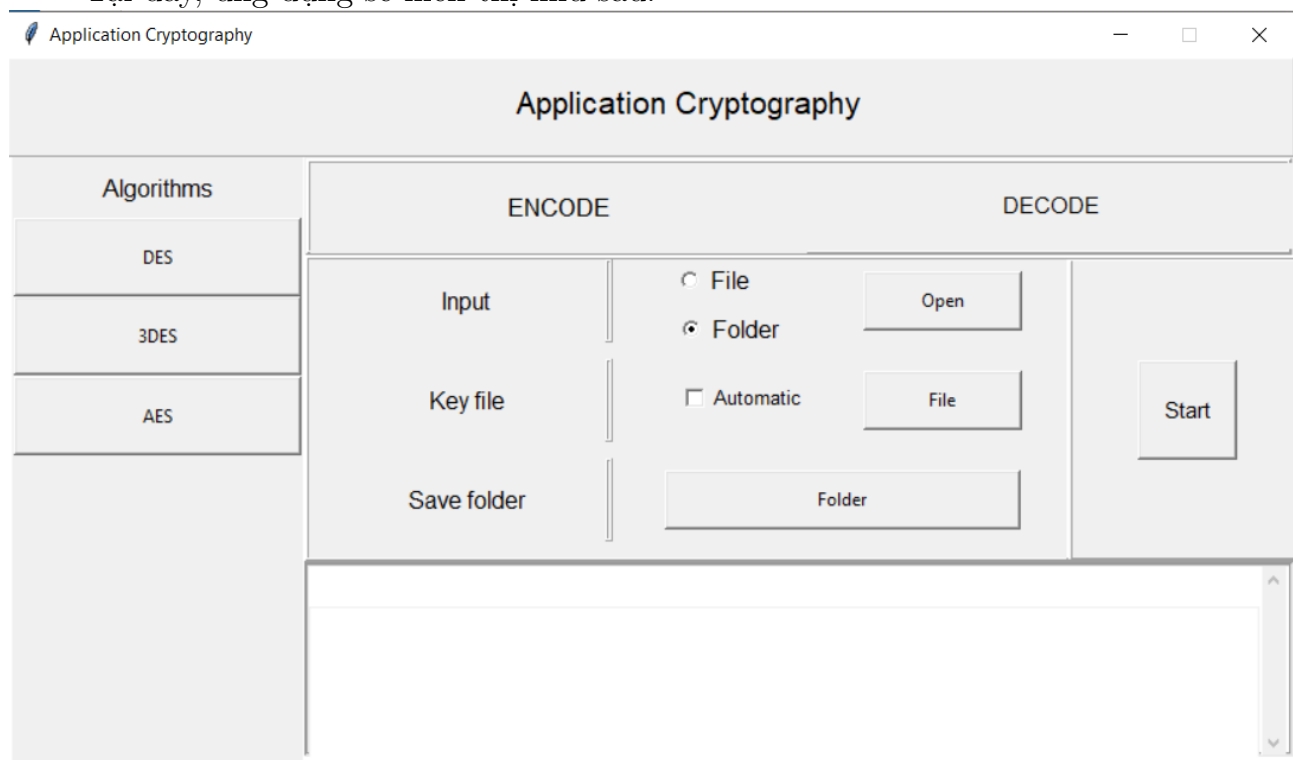 Application Cryptography
Application Cryptography
Algorithms
DES
3DES
AES
ENCODE
DECODE
Input
File
Folder
Open
Key file
Automatic
File
Save folder
Folder
Start